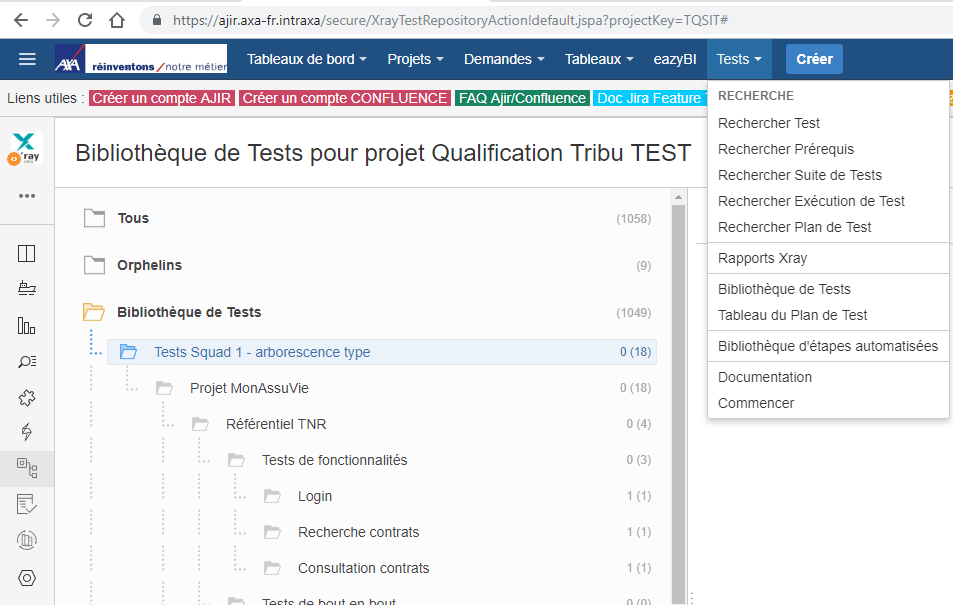 https://ajir.axa-fr.intraxa/secure/XrayTestRepositoryAction!default.jspa?projectKey=TQSIT#
AXA réinventons / notre métier Tableaux de bord Projets Demandes Tableaux eazyBI Tests Créer
Liens utiles : Créer un compte AJIR Créer un compte CONFLUENCE FAQ Ajir/Confluence Doc Jira Feature
RECHERCHE
Rechercher Test
Rechercher Prérequis
Rechercher Suite de Tests
Rechercher Exécution de Test
Rechercher Plan de Test
Rapports Xray
Bibliothèque de Tests
Tableau du Plan de Test
Bibliothèque d'étapes automatisées
Documentation
Commencer
Xray
Bibliothèque de Tests pour projet Qualification Tribu TEST
Tous (1058)
Orphelins (9)
Bibliothèque de Tests (1049)
Tests Squad 1 - arborescence type 0 (18)
Projet MonAssuVie 0 (18)
Référentiel TNR 0 (4)
Tests de fonctionnalités 0 (3)
Login 1 (1)
Recherche contrats 1 (1)
Consultation contrats 1 (1)
Tests de bout en bout 0 (0)